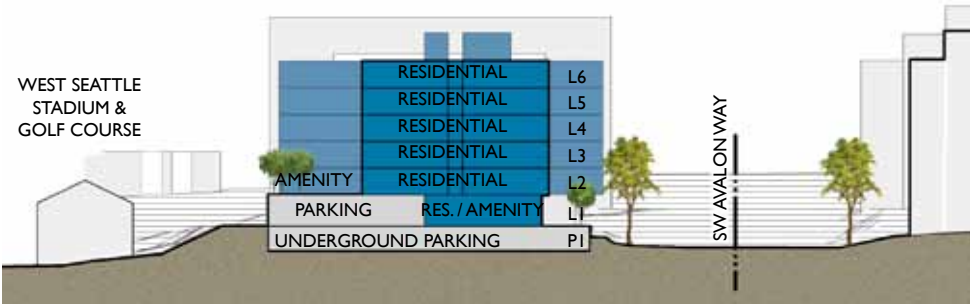 WEST SEATTLE
STADIUM &
GOLF COURSE
RESIDENTIAL L6
RESIDENTIAL L5
RESIDENTIAL L4
RESIDENTIAL L3
AMENITY RESIDENTIAL L2
PARKING RES. / AMENITY L1
UNDERGROUND PARKING P1
SW AVALON WAY